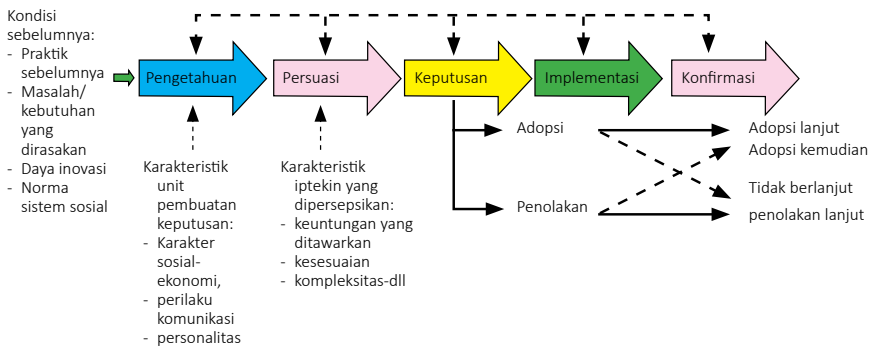 Kondisi
sebelumnya:
- Praktik
sebelumnya
- Masalah/
kebutuhan
yang
dirasakan
- Daya inovasi
- Norma
sistem sosial
Pengetahuan
Persuasi
Keputusan
Implementasi
Konfirmasi
Karakteristik
unit
pembuatan
keputusan:
- Karakter
sosial-
ekonomi,
- perilaku
komunikasi
- personalitas
Karakteristik
iptekin yang
dipersepsikan:
- keuntungan yang
ditawarkan
- kesesuaian
- kompleksitas-dll
Adopsi
Penolakan
Adopsi lanjut
Adopsi kemudian
Tidak berlanjut
penolakan lanjut